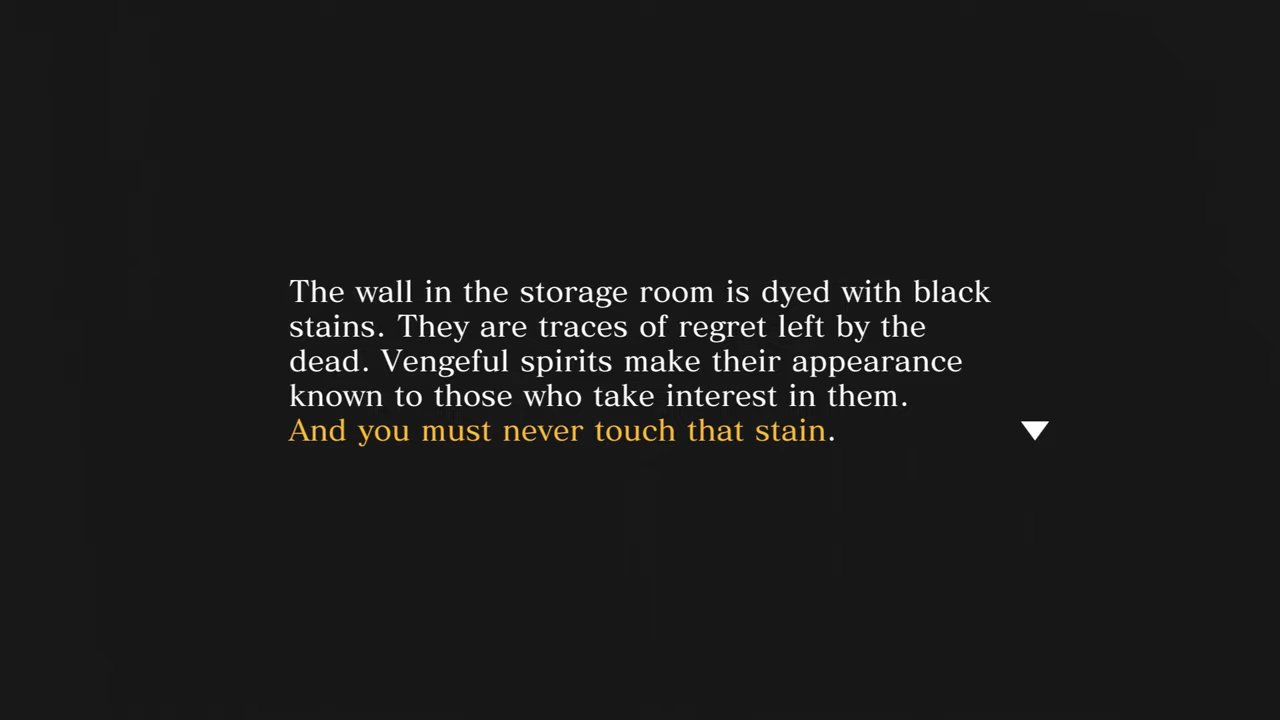 The wall in the storage room is dyed with black
stains. They are traces of regret left by the
dead. Vengeful spirits make their appearance
known to those who take interest in them.
And you must never touch that stain.